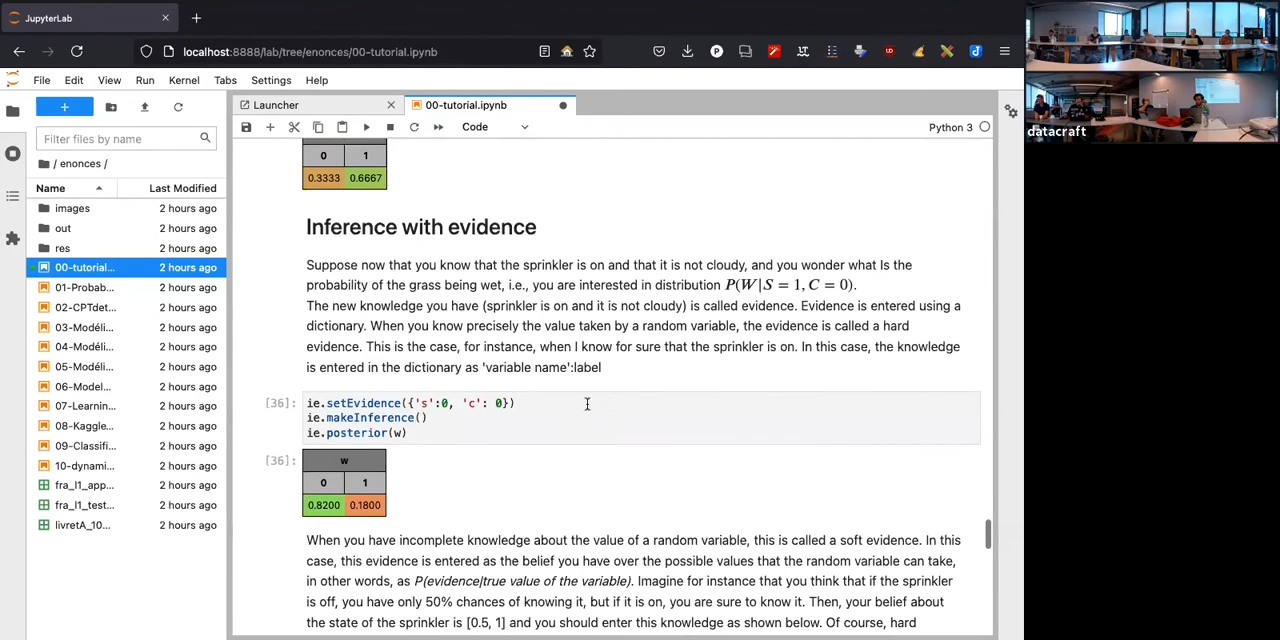 JupyterLab
localhost:8888/lab/tree/enonces/00-tutorial.ipynb
File Edit View Run Kernel Tabs Settings Help
Launcher
00-tutorial.ipynb
Code
Python 3
Filter files by name
/ enonces /
Name Last Modified
images 2 hours ago
out 2 hours ago
res 2 hours ago
00-tutorial... 2 hours ago
01-Probab... 2 hours ago
02-CPTdet... 2 hours ago
03-Modéli... 2 hours ago
04-Modéli... 2 hours ago
05-Modéli... 2 hours ago
06-Model... 2 hours ago
07-Learnin... 2 hours ago
08-Kaggle... 2 hours ago
09-Classifi... 2 hours ago
10-dynami... 2 hours ago
fra_l1_app... 2 hours ago
fra_l1_test... 2 hours ago
livretA_10... 2 hours ago
0 1
0.3333 0.6667
Inference with evidence
Suppose now that you know that the sprinkler is on and that it is not cloudy, and you wonder what Is the
probability of the grass being wet, i.e., you are interested in distribution P(W|S = 1, C = 0).
The new knowledge you have (sprinkler is on and it is not cloudy) is called evidence. Evidence is entered using a
dictionary. When you know precisely the value taken by a random variable, the evidence is called a hard
evidence. This is the case, for instance, when I know for sure that the sprinkler is on. In this case, the knowledge
is entered in the dictionary as 'variable name':label
[36]: ie.setEvidence({'s':0, 'c': 0})
ie.makeInference()
ie.posterior(w)
[36]: w
0 1
0.8200 0.1800
When you have incomplete knowledge about the value of a random variable, this is called a soft evidence. In this
case, this evidence is entered as the belief you have over the possible values that the random variable can take,
in other words, as P(evidence|true value of the variable). Imagine for instance that you think that if the sprinkler
is off, you have only 50% chances of knowing it, but if it is on, you are sure to know it. Then, your belief about
the state of the sprinkler is [0.5, 1] and you should enter this knowledge as shown below. Of course, hard
datacraft